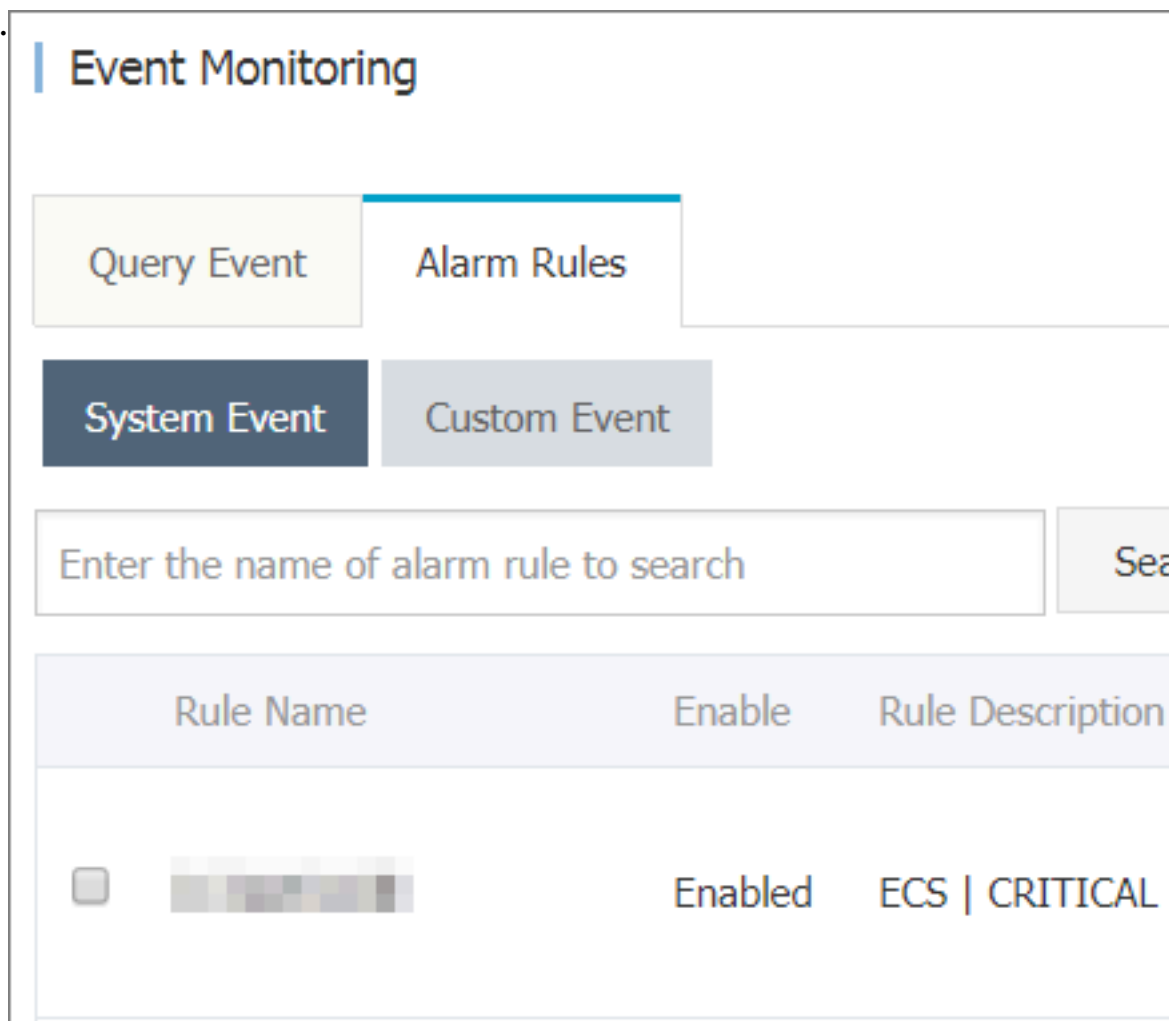 Event Monitoring
Query Event Alarm Rules
System Event Custom Event
Enter the name of alarm rule to search
Rule Name Enable Rule Description
Enabled ECS | CRITICAL